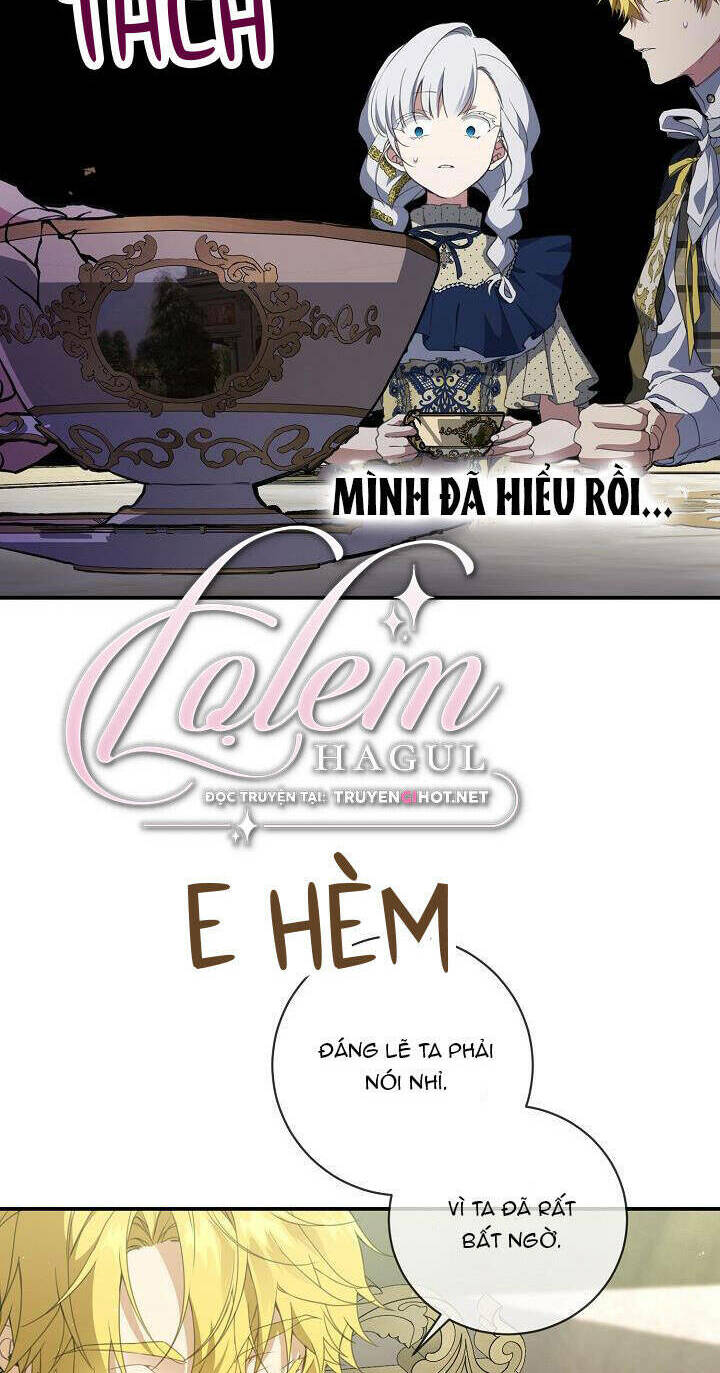 TÁCH
MÌNH ĐÃ HIỂU RỒI...
Lọlem
HAGUL
ĐỌC TRUYỆN TẠI: TRUYENGIHOT.NET
E HÈM
ĐÁNG LẼ TA PHẢI
NÓI NHỈ.
VÌ TA ĐÃ RẤT
BẤT NGỜ.